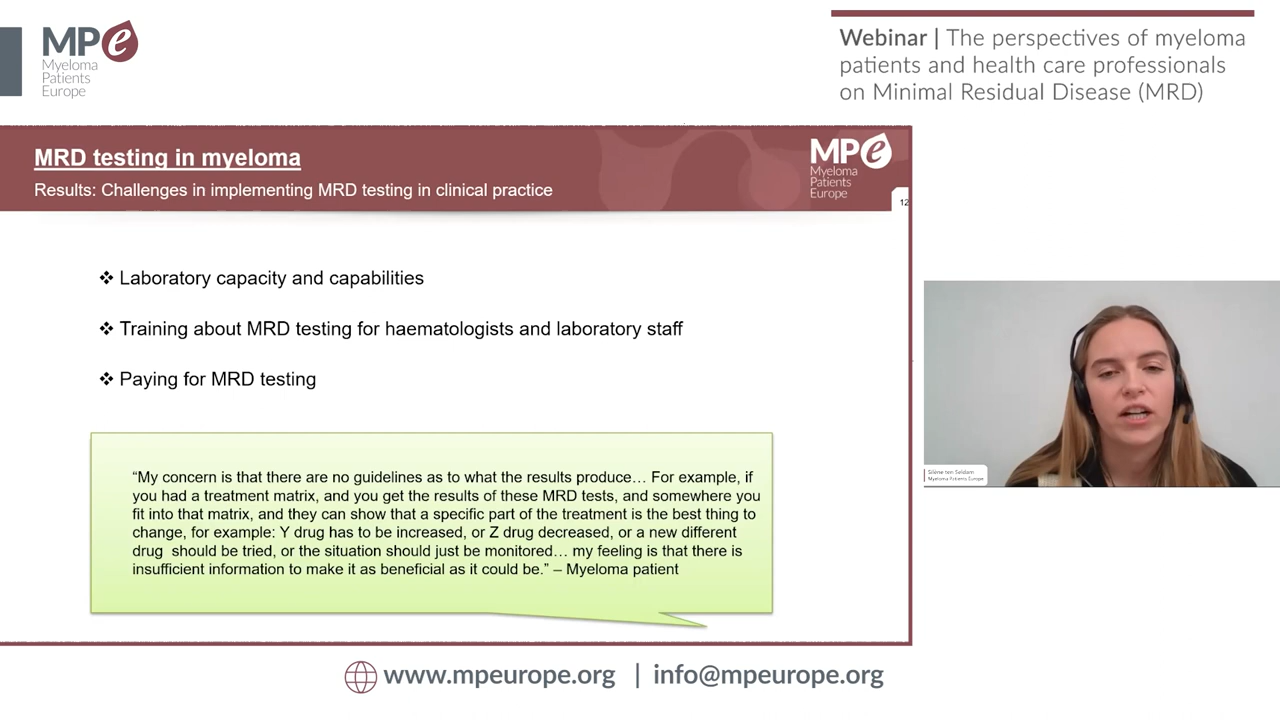 MPe
Myeloma
Patients
Europe
Webinar | The perspectives of myeloma
patients and health care professionals
on Minimal Residual Disease (MRD)
MRD testing in myeloma
Results: Challenges in implementing MRD testing in clinical practice
MPe
Myeloma
Patients
Europe
12
❖ Laboratory capacity and capabilities
❖ Training about MRD testing for haematologists and laboratory staff
❖ Paying for MRD testing
“My concern is that there are no guidelines as to what the results produce… For example, if
you had a treatment matrix, and you get the results of these MRD tests, and somewhere you
fit into that matrix, and they can show that a specific part of the treatment is the best thing to
change, for example: Y drug has to be increased, or Z drug decreased, or a new different
drug should be tried, or the situation should just be monitored… my feeling is that there is
insufficient information to make it as beneficial as it could be.” – Myeloma patient
Silène ten Seldam
Myeloma Patients Europe
www.mpeurope.org | info@mpeurope.org